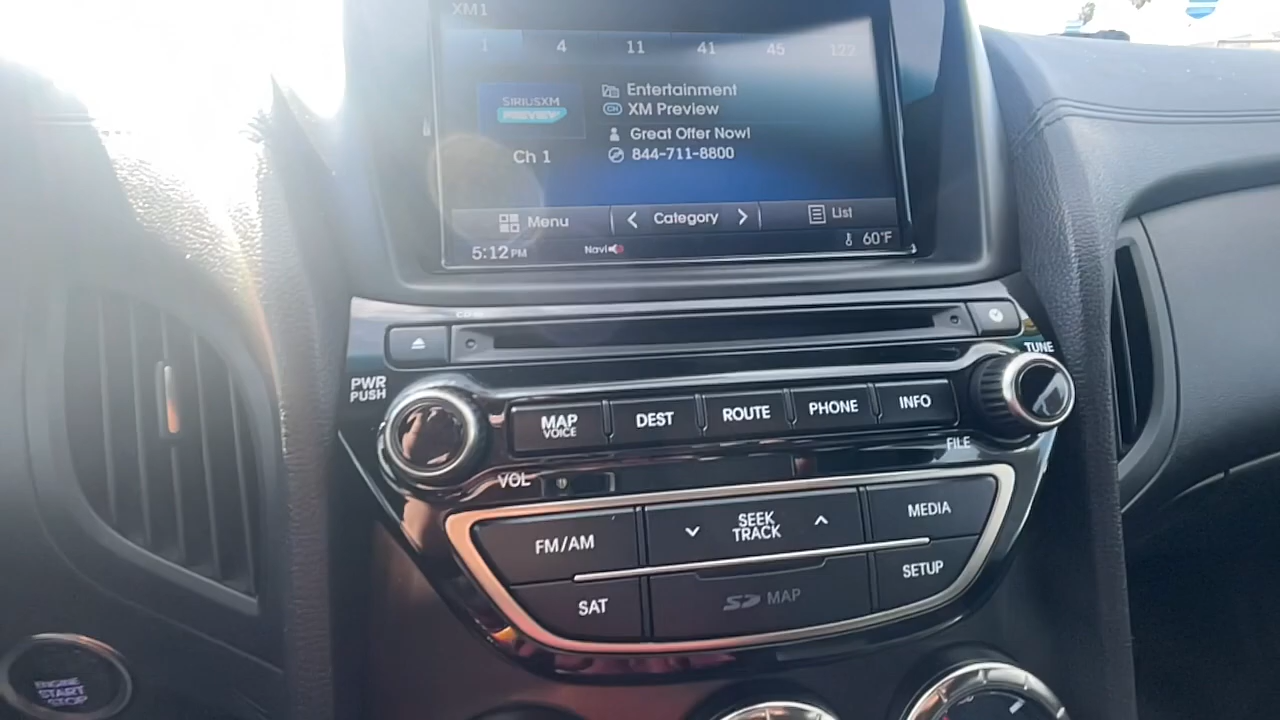 XM1
1 4 11 41 45 122
SIRIUSXM
Entertainment
XM Preview
Great Offer Now!
Ch 1
844-711-8800
Menu
Category
List
5:12 PM
Navi
60°F
PWR
PUSH
TUNE
MAP
VOICE
DEST
ROUTE
PHONE
INFO
FILE
VOL
FM/AM
SEEK
TRACK
MEDIA
SAT
SD MAP
SETUP
ENGINE
START
STOP